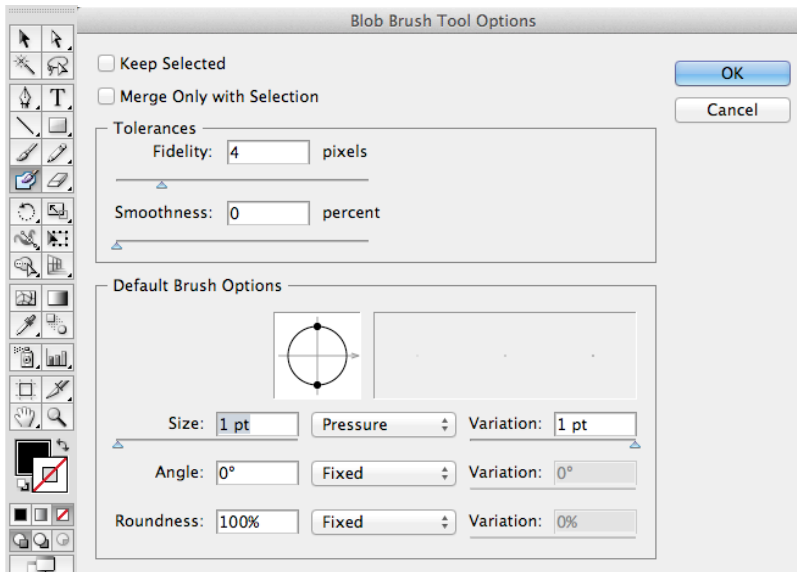 Blob Brush Tool Options
Keep Selected
OK
Merge Only with Selection
Cancel
Tolerances
Fidelity: 4 pixels
Smoothness: 0 percent
Default Brush Options
Size: 1 pt Pressure Variation: 1 pt
Angle: 0° Fixed Variation: 0°
Roundness: 100% Fixed Variation: 0%
T